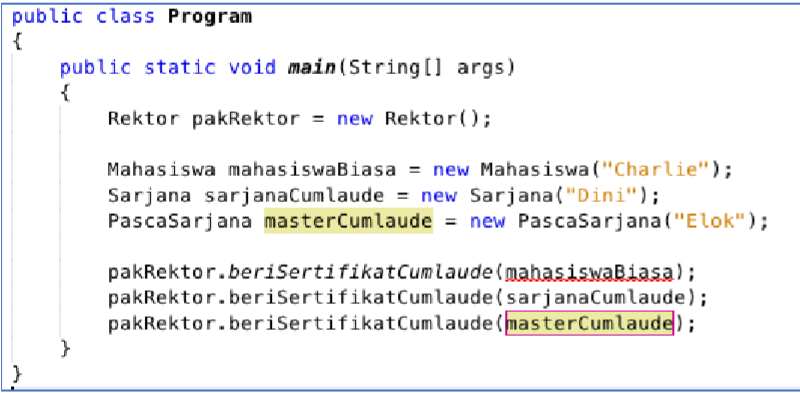 public class Program
{
public static void main(String[] args)
{
Rektor pakRektor = new Rektor();
Mahasiswa mahasiswaBiasa = new Mahasiswa("Charlie");
Sarjana sarjanaCumlaude = new Sarjana("Dini");
PascaSarjana masterCumlaude = new PascaSarjana("Elok");
pakRektor.beriSertifikatCumlaude(mahasiswaBiasa);
pakRektor.beriSertifikatCumlaude(sarjanaCumlaude);
pakRektor.beriSertifikatCumlaude(masterCumlaude);
}
}